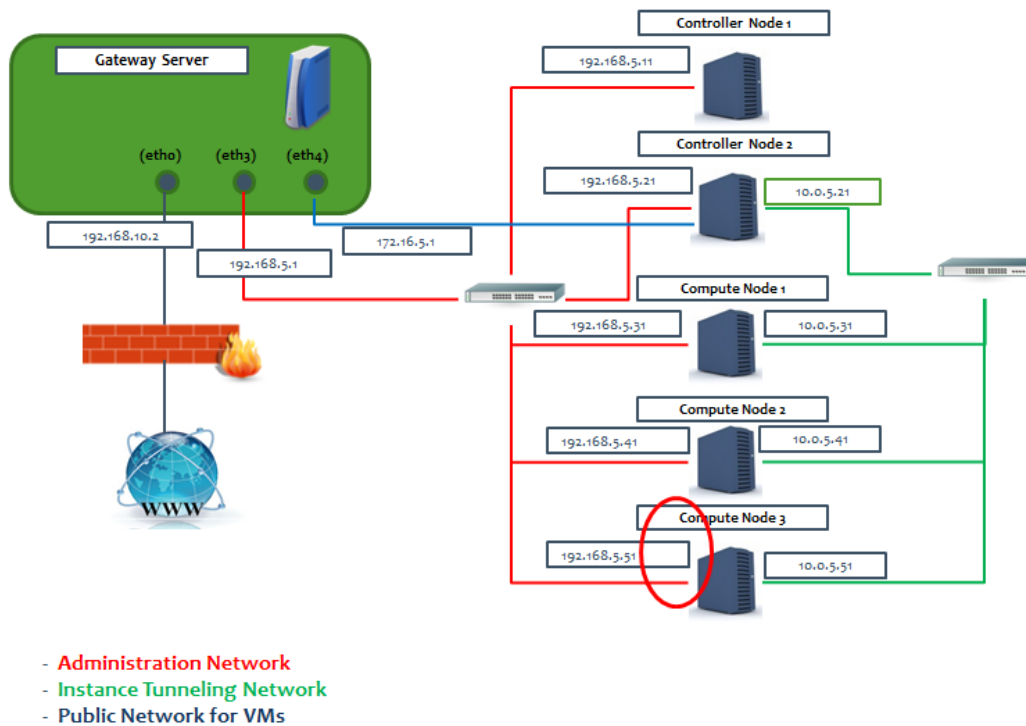 Controller Node 1
Gateway Server
192.168.5.11
(eth0) (eth3) (eth4)
Controller Node 2
192.168.5.21
10.0.5.21
192.168.10.2
172.16.5.1
192.168.5.1
Compute Node 1
192.168.5.31
10.0.5.31
Compute Node 2
192.168.5.41
10.0.5.41
WWW
Compute Node 3
192.168.5.51
10.0.5.51
- Administration Network
- Instance Tunneling Network
- Public Network for VMs